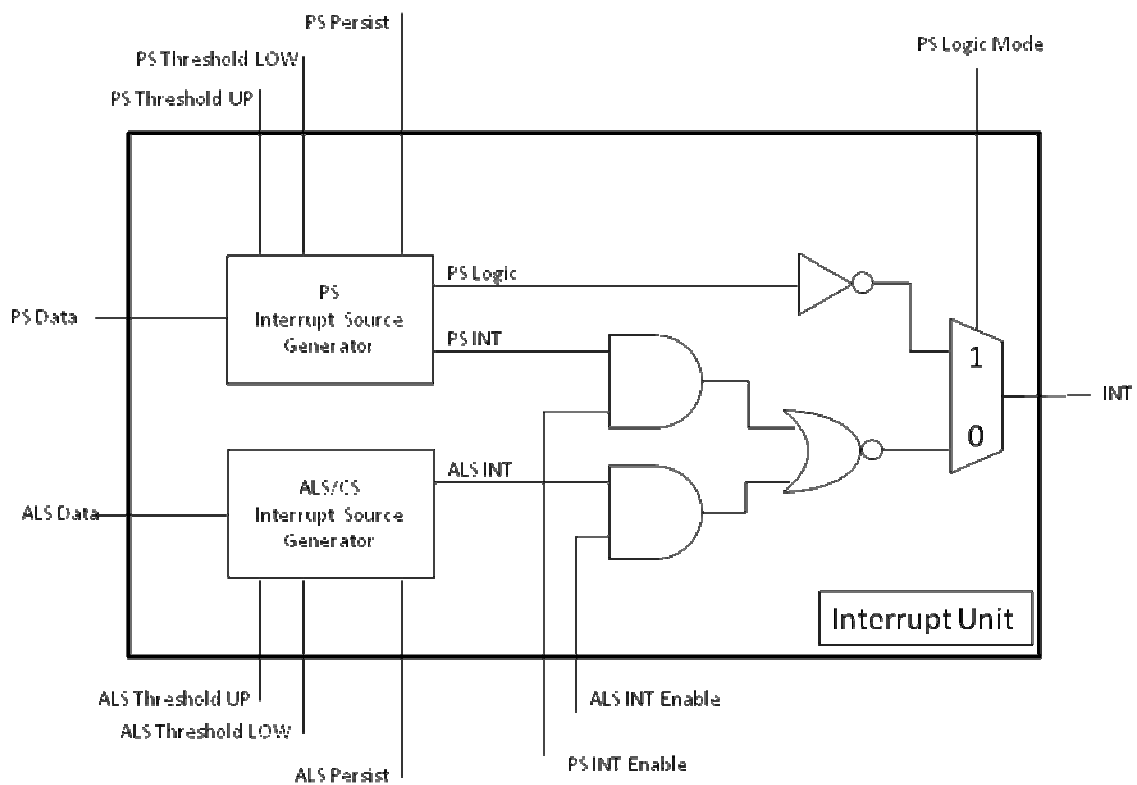 PS Persist
PS Threshold LOW
PS Logic Mode
PS Threshold UP
PS Logic
PS
Interrupt Source
Generator
PS Data
PS INT
1
INT
0
ALS INT
ALS/CS
Interrupt Source
Generator
ALS Data
Interrupt Unit
ALS Threshold UP
ALS INT Enable
ALS Threshold LOW
PS INT Enable
ALS Persist